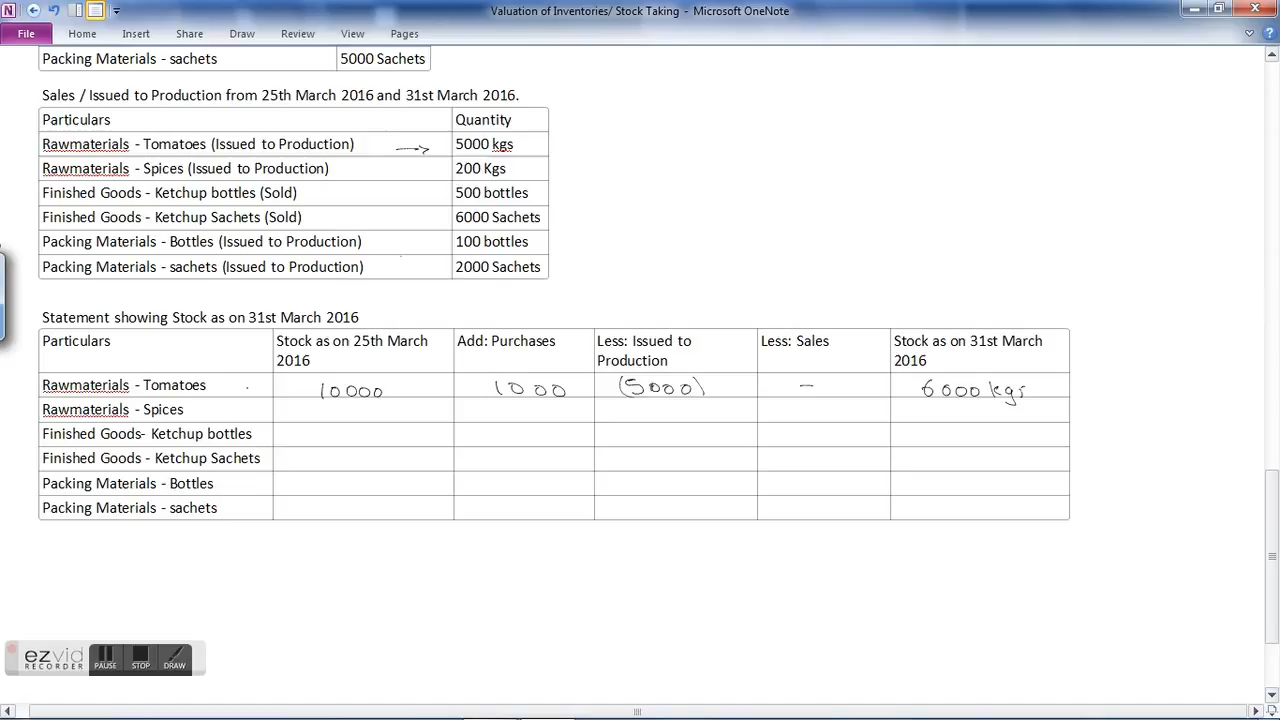 Valuation of Inventories/ Stock Taking - Microsoft OneNote
File Home Insert Share Draw Review View Pages
Packing Materials - sachets 5000 Sachets
Sales / Issued to Production from 25th March 2016 and 31st March 2016.
Particulars Quantity
Rawmaterials - Tomatoes (Issued to Production) 5000 kgs
Rawmaterials - Spices (Issued to Production) 200 Kgs
Finished Goods - Ketchup bottles (Sold) 500 bottles
Finished Goods - Ketchup Sachets (Sold) 6000 Sachets
Packing Materials - Bottles (Issued to Production) 100 bottles
Packing Materials - sachets (Issued to Production) 2000 Sachets
Statement showing Stock as on 31st March 2016
Particulars Stock as on 25th March 2016 Add: Purchases Less: Issued to Production Less: Sales Stock as on 31st March 2016
Rawmaterials - Tomatoes 10000 1000 (5000) - 6000 kgs
Rawmaterials - Spices
Finished Goods- Ketchup bottles
Finished Goods - Ketchup Sachets
Packing Materials - Bottles
Packing Materials - sachets
ezvid
RECORDER
PAUSE STOP DRAW